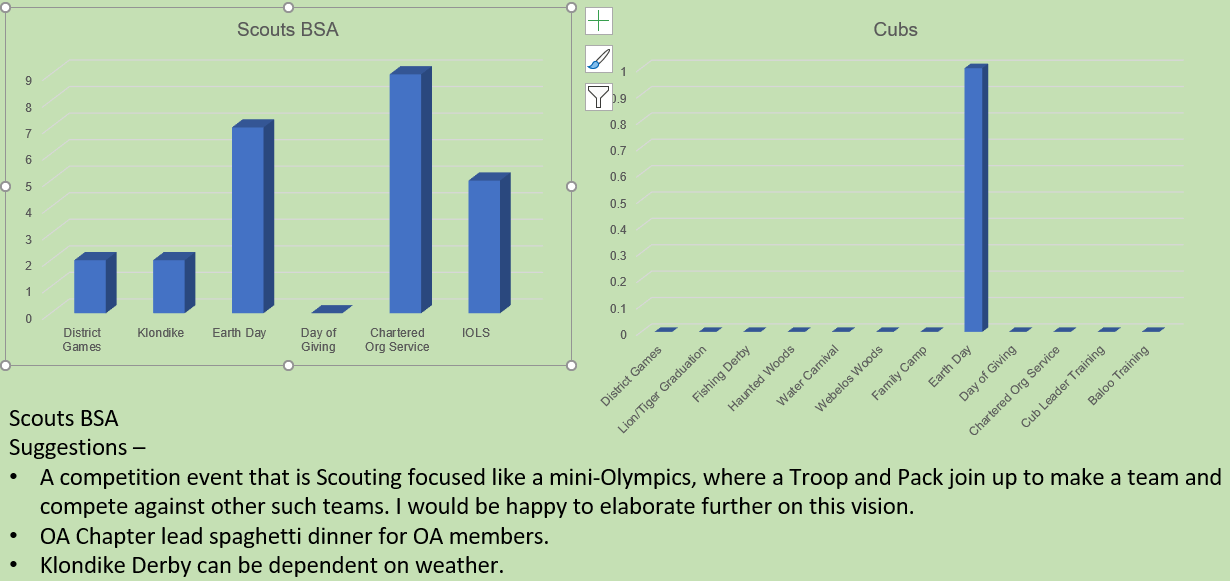 Scouts BSA
9
8
7
6
5
4
3
2
1
0
District Games
Klondike
Earth Day
Day of Giving
Chartered Org Service
IOLS
Cubs
1
0.9
0.8
0.7
0.6
0.5
0.4
0.3
0.2
0.1
0
District Games
Lion/Tiger Graduation
Fishing Derby
Haunted Woods
Water Carnival
Webelos Woods
Family Camp
Earth Day
Day of Giving
Chartered Org Service
Cub Leader Training
Baloo Training
Scouts BSA
Suggestions –
• A competition event that is Scouting focused like a mini-Olympics, where a Troop and Pack join up to make a team and
compete against other such teams. I would be happy to elaborate further on this vision.
• OA Chapter lead spaghetti dinner for OA members.
• Klondike Derby can be dependent on weather.